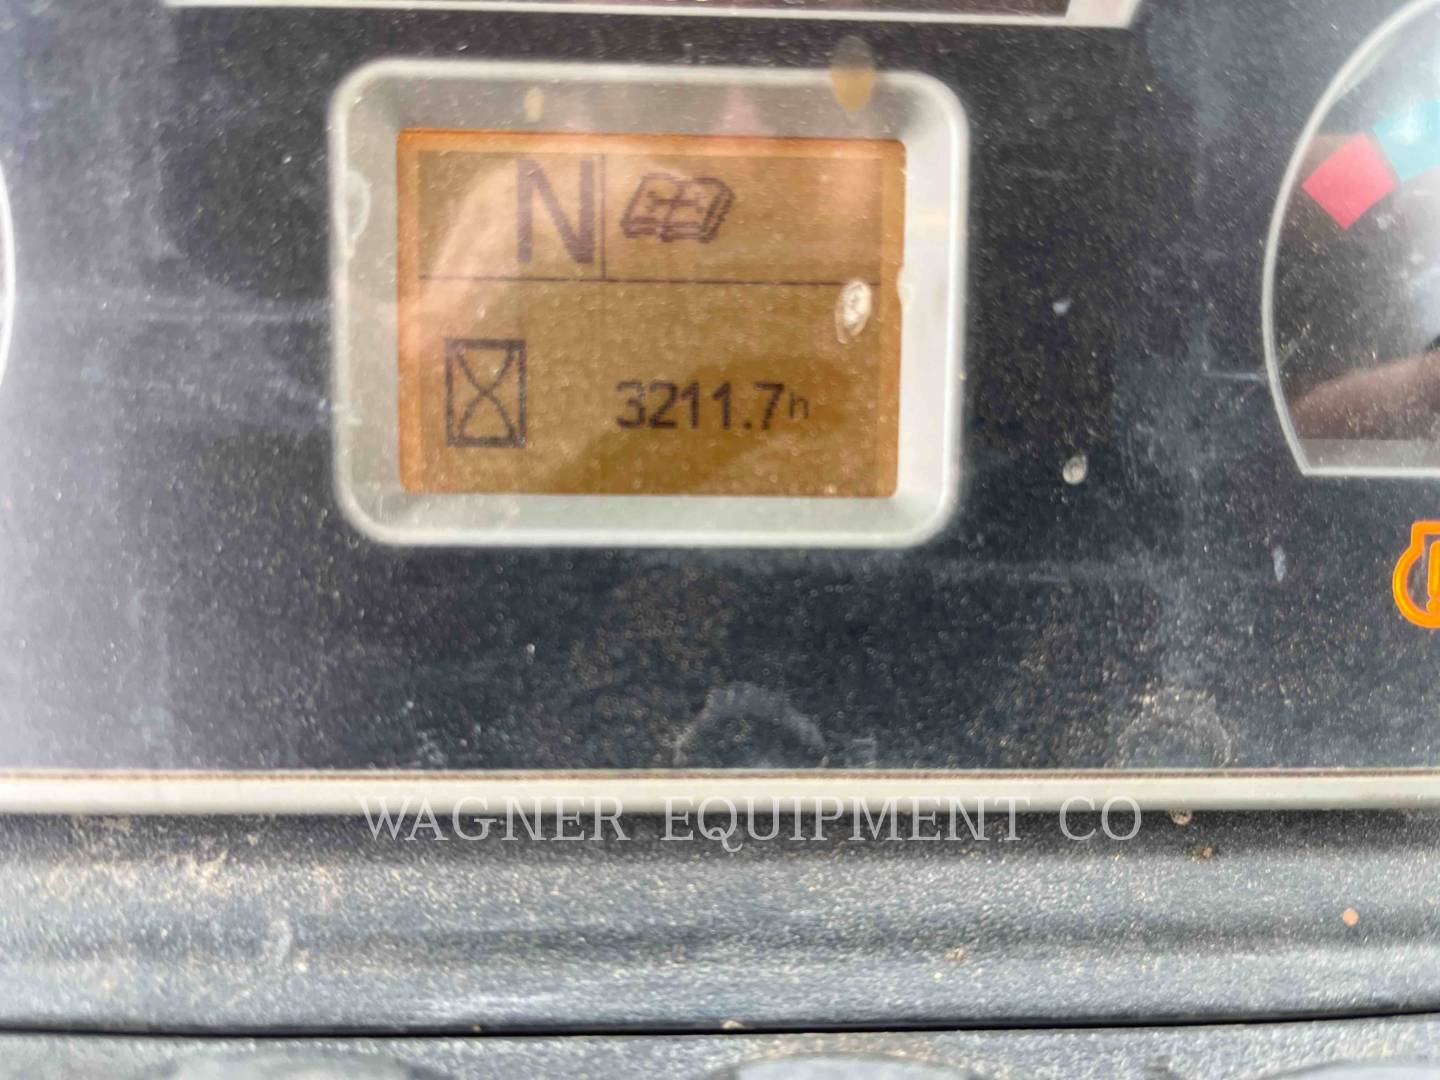 N
3211.7h
WAGNER EQUIPMENT CO